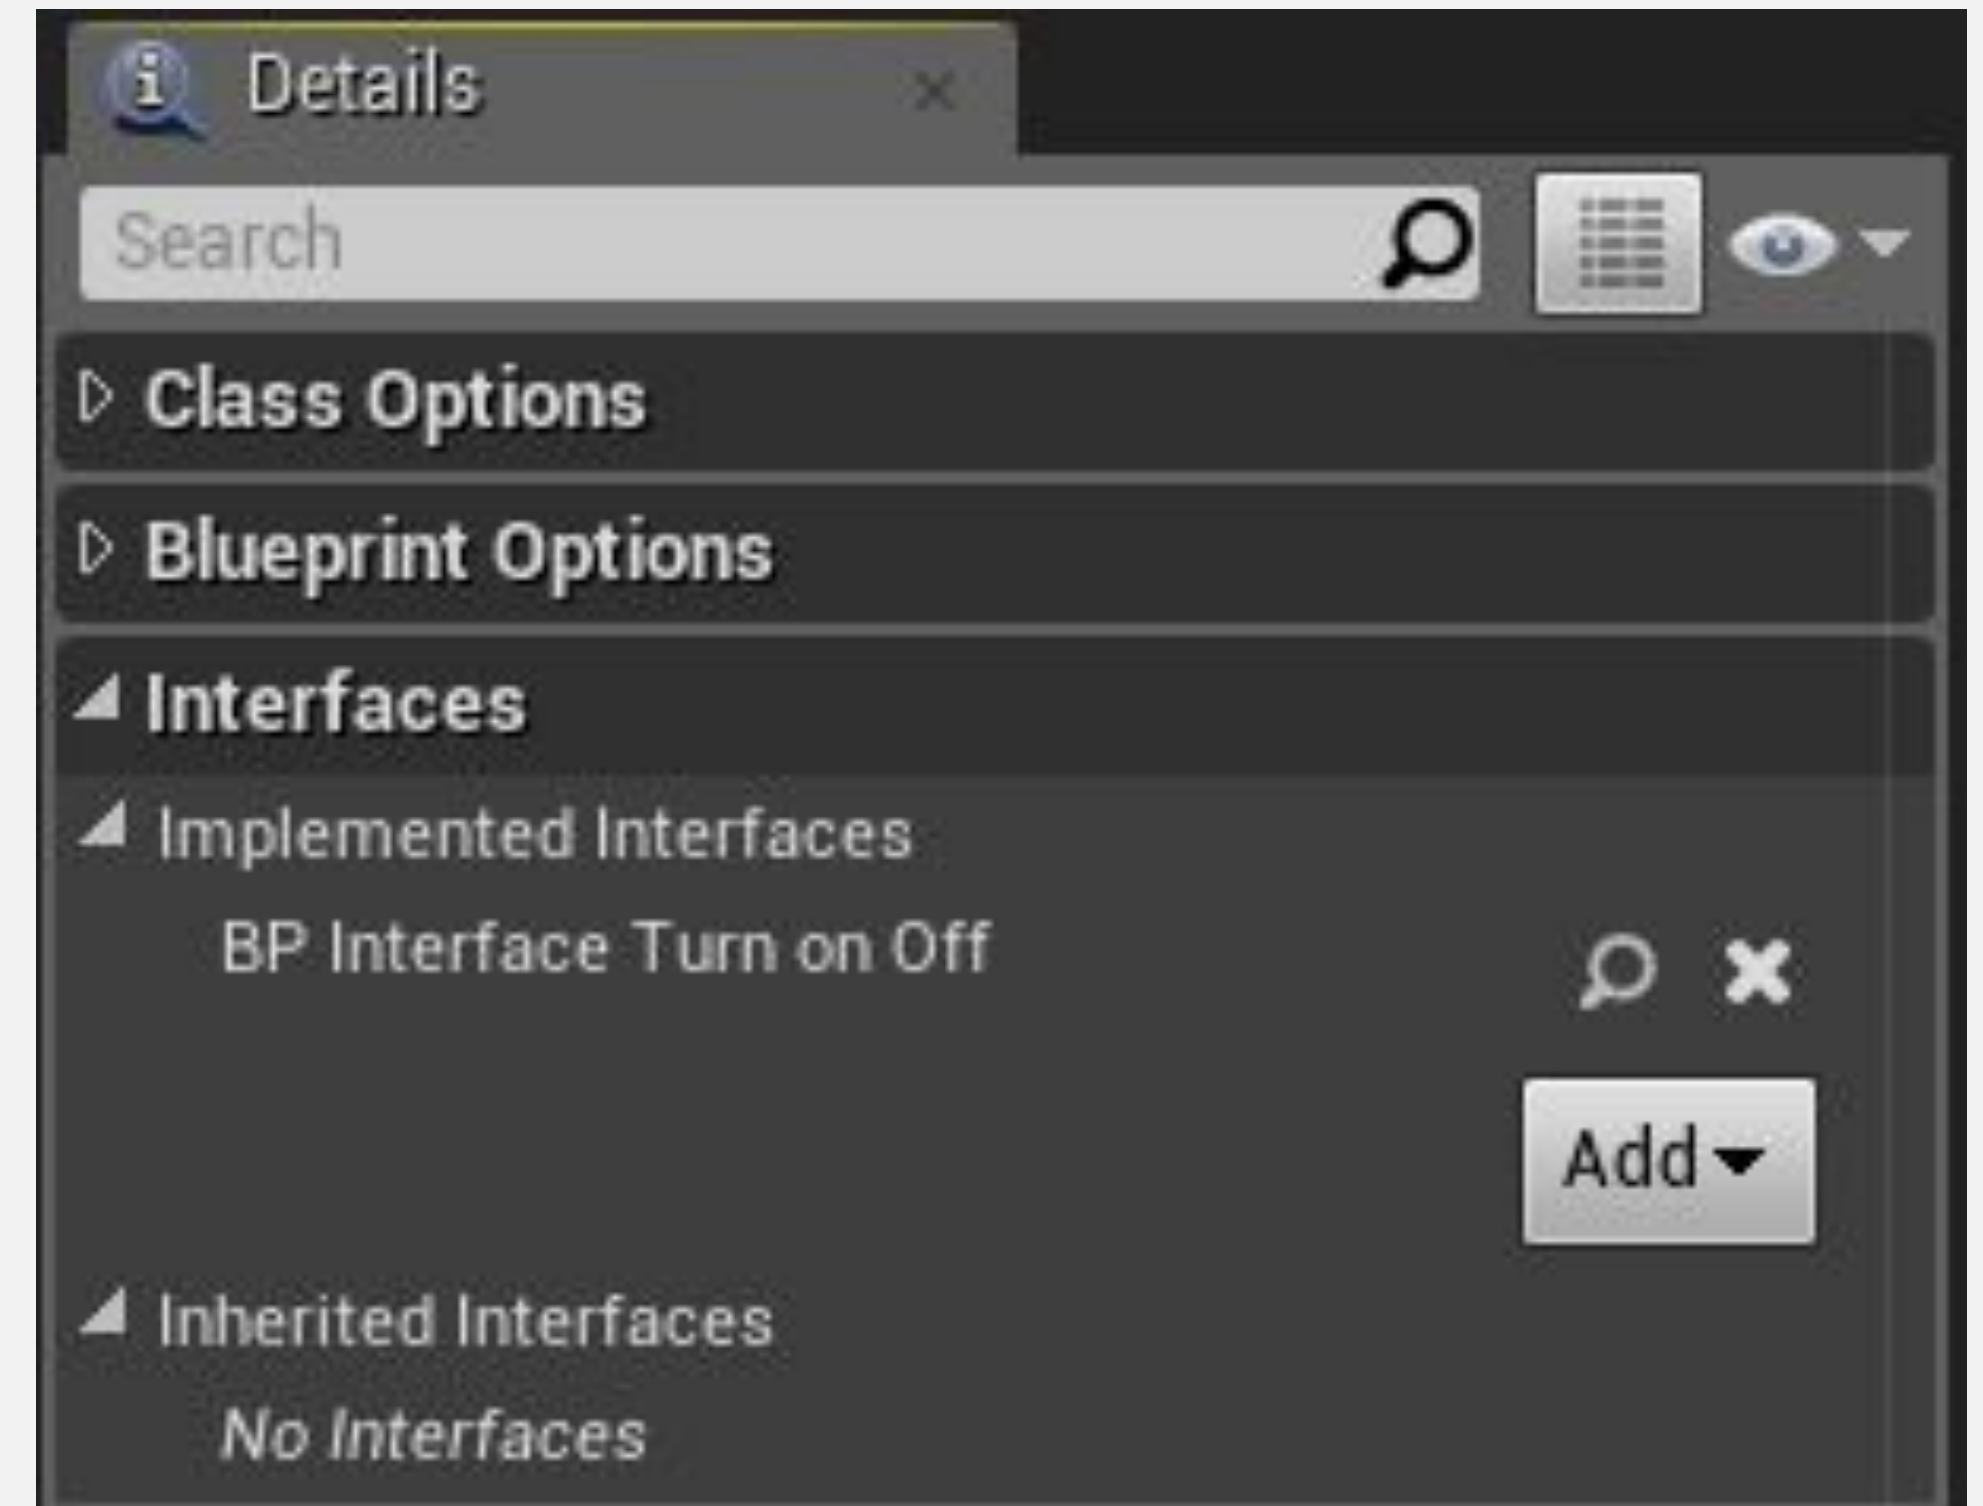 Details
Search
Class Options
Blueprint Options
Interfaces
Implemented Interfaces
BP Interface Turn on Off
Add
Inherited Interfaces
No Interfaces